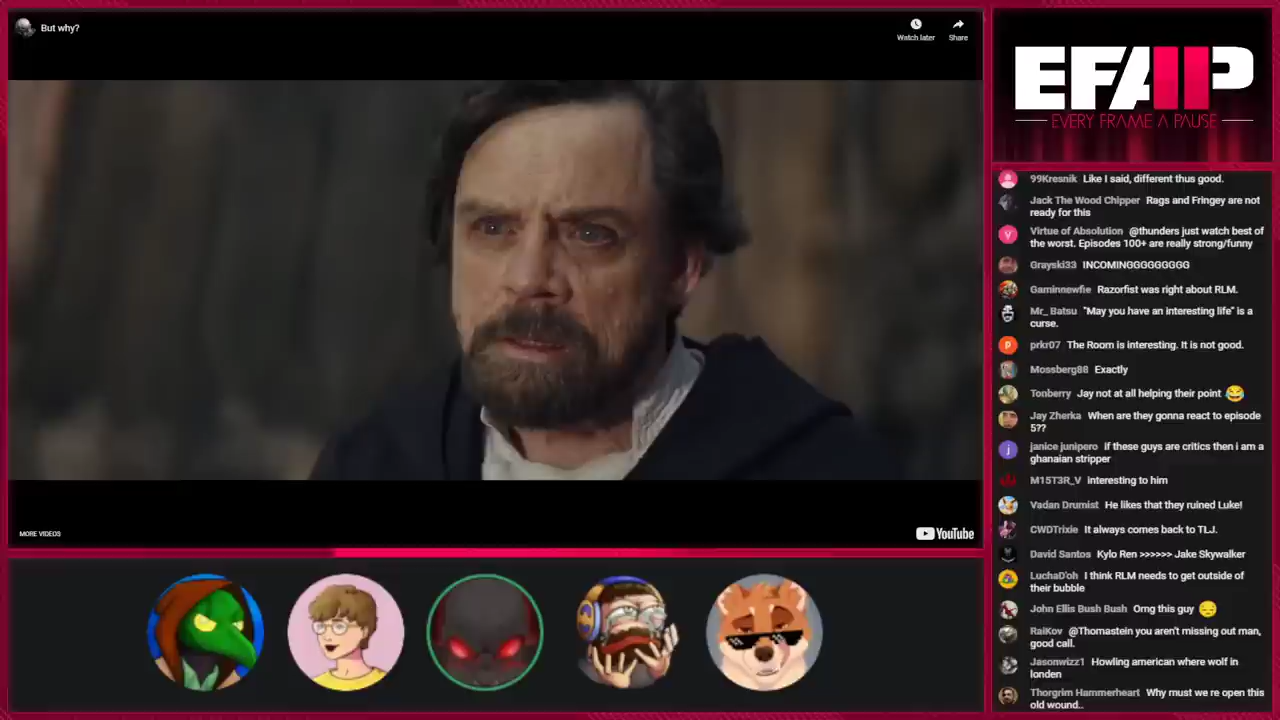 But why?
Watch later
Share
MORE VIDEOS
YouTube
EFAP
EVERY FRAME A PAUSE
99Kresnik Like I said, different thus good.
Jack The Wood Chipper Rags and Fringey are not
ready for this
Virtue of Absolution @thunders just watch best of
the worst. Episodes 100+ are really strong/funny
Grayski33 INCOMINGGGGGGGGG
Gaminnewfie Razorfist was right about RLM.
Mr_ Batsu "May you have an interesting life" is a
curse.
prkr07 The Room is interesting. It is not good.
Mossberg88 Exactly
Tonberry Jay not at all helping their point 😂
Jay Zherka When are they gonna react to episode
5??
janice junipero if these guys are critics then i am a
ghanaian stripper
M15T3R_V interesting to him
Vadan Drumist He likes that they ruined Luke!
CWDTrixie It always comes back to TLJ.
David Santos Kylo Ren >>>>>> Jake Skywalker
LuchaD'oh I think RLM needs to get outside of
their bubble
John Ellis Bush Bush Omg this guy 😔
RaiKov @Thomastein you aren't missing out man,
good call.
Jasonwizz1 Howling american where wolf in
londen
Thorgrim Hammerheart Why must we re open this
old wound..